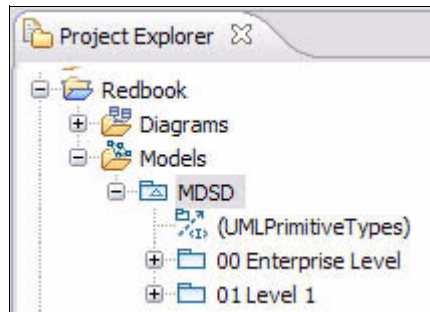 Project Explorer
Redbook
Diagrams
Models
MDSD
(UMLPrimitiveTypes)
00 Enterprise Level
01 Level 1